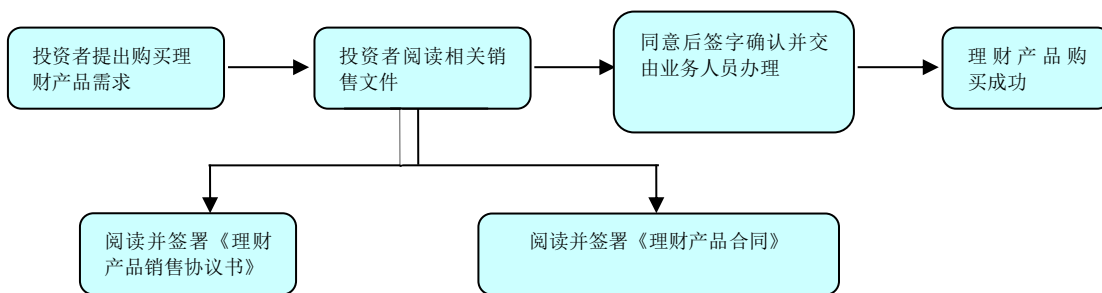 投资者提出购买理
财产品需求
投资者阅读相关销
售文件
同意后签字确认并交
由业务人员办理
理财产品购
买成功
阅读并签署《理财
产品销售协议书》
阅读并签署《理财产品合同》